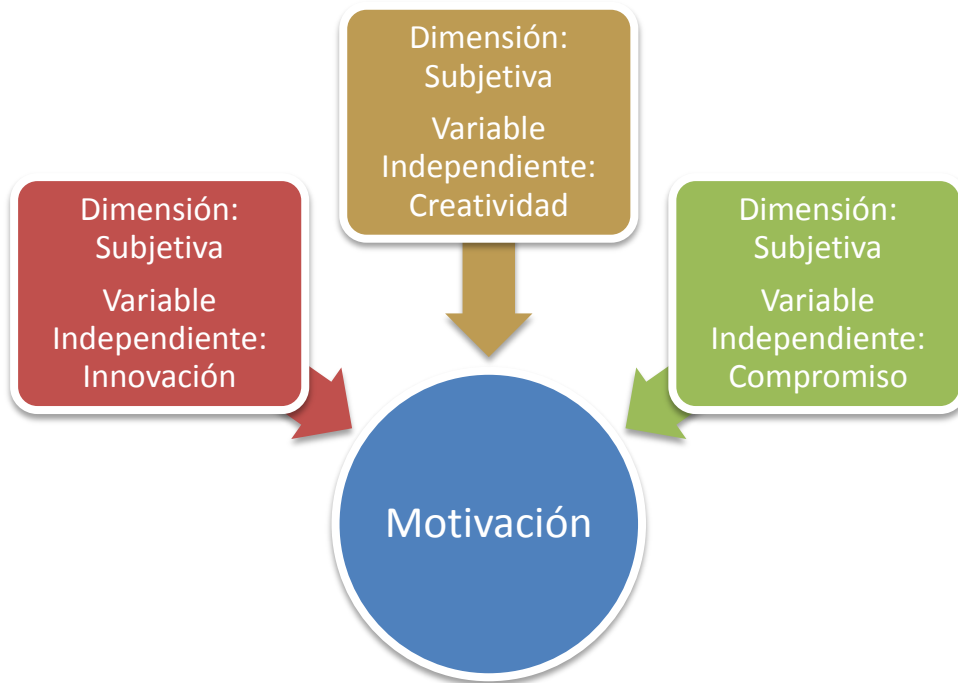 Dimensión:
Subjetiva
Variable
Independiente:
Creatividad
Dimensión:
Subjetiva
Variable
Independiente:
Innovación
Dimensión:
Subjetiva
Variable
Independiente:
Compromiso
Motivación